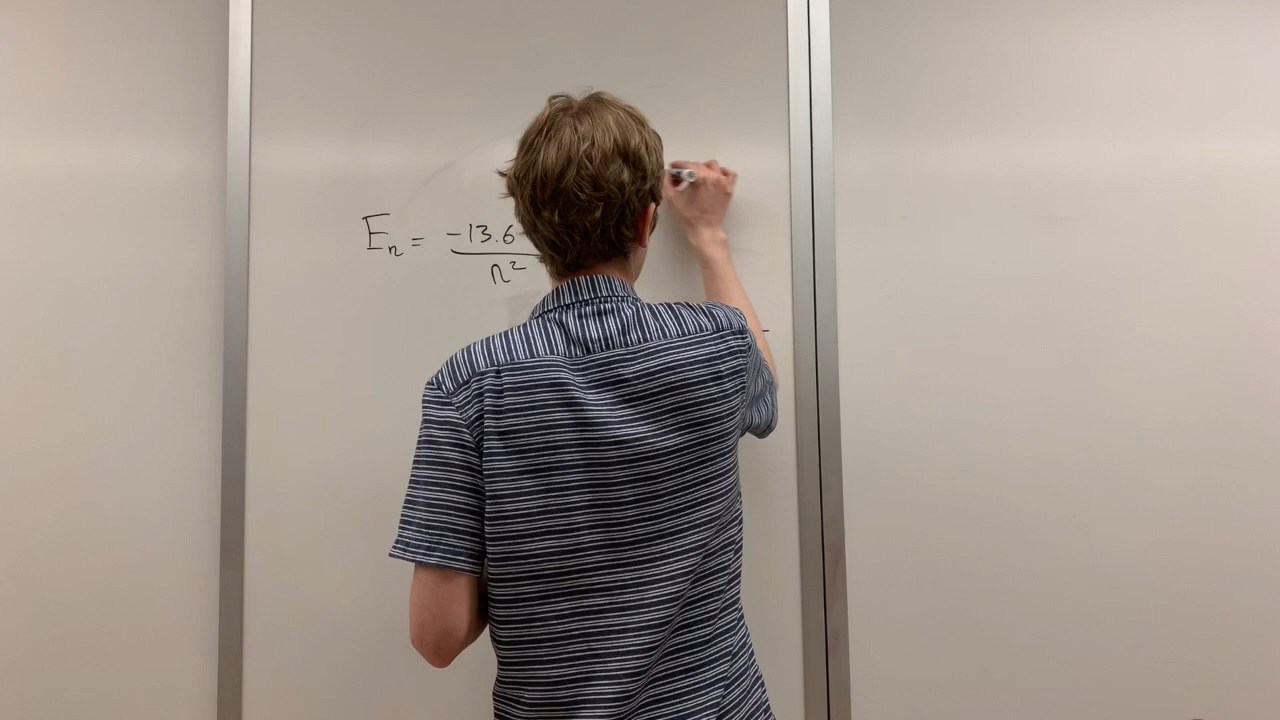 Eₙ = -13.6
n²